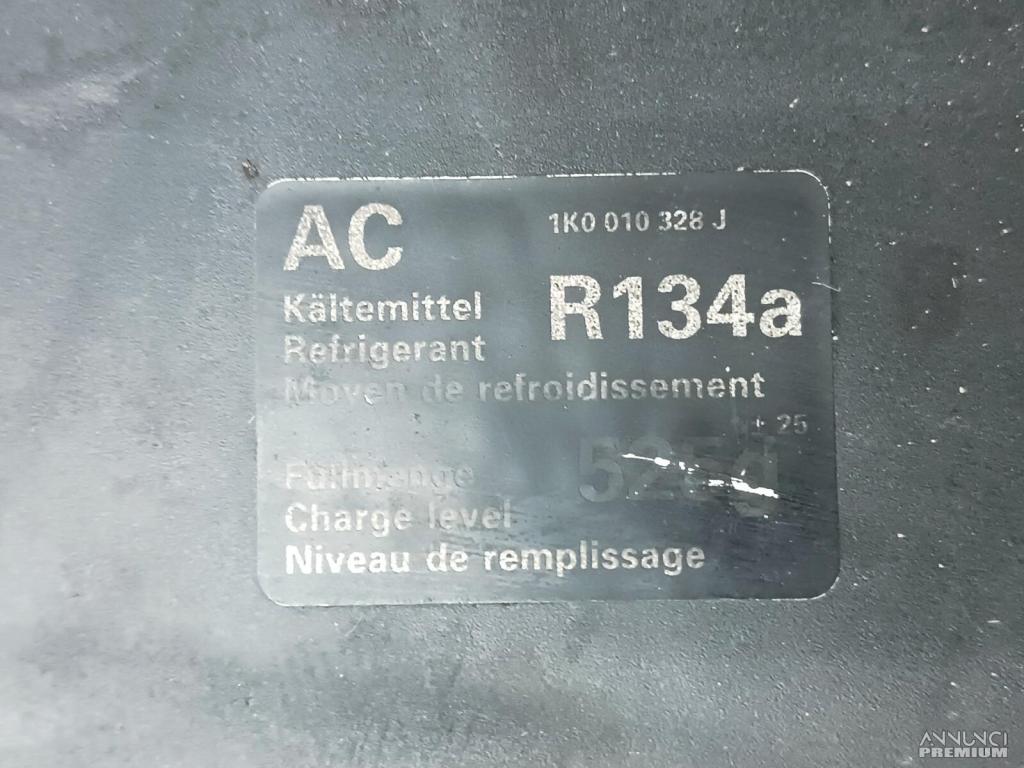 AC
1K0 010 328 J
Kältemittel
R134a
Refrigerant
Moyen de refroidissement
+ 25
Füllmenge
525g
Charge level
Niveau de remplissage
ANNUNCI
PREMIUM